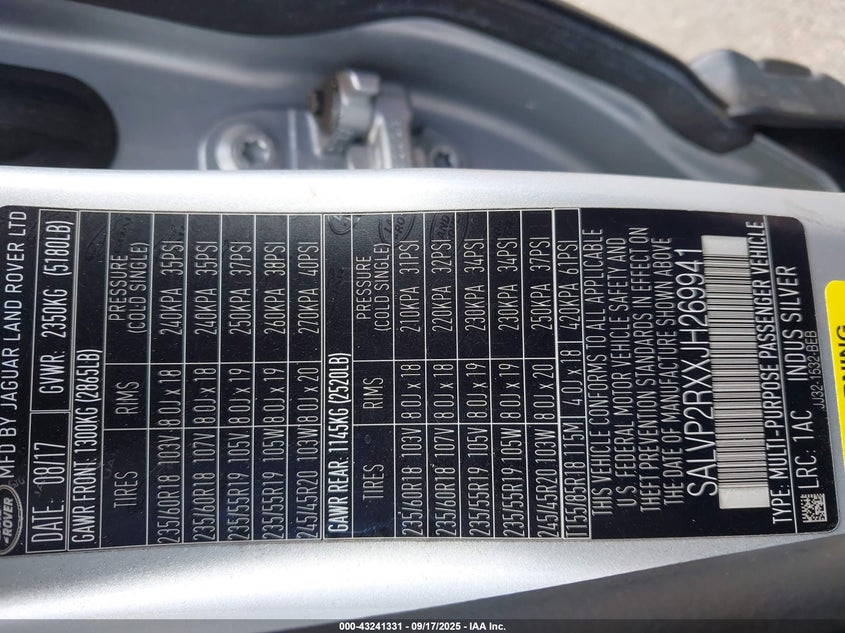 ROVER
MFD BY JAGUAR LAND ROVER LTD
DATE: 08/17 GVWR: 2350KG (5180LB)
GAWR FRONT: 1300KG (2865LB)
TIRES RIMS PRESSURE (COLD SINGLE)
235/60R18 103V 8.0J x 18 240KPA 35PSI
235/60R18 107V 8.0J x 18 240KPA 35PSI
235/55R19 105V 8.0J x 19 250KPA 37PSI
235/55R19 105W 8.0J x 19 260KPA 38PSI
245/45R20 103W 8.0J x 20 270KPA 40PSI
GAWR REAR: 1145KG (2520LB)
TIRES RIMS PRESSURE (COLD SINGLE)
235/60R18 103V 8.0J x 18 210KPA 31PSI
235/60R18 107V 8.0J x 18 220KPA 32PSI
235/55R19 105V 8.0J x 19 230KPA 34PSI
235/55R19 105W 8.0J x 19 230KPA 34PSI
245/45R20 103W 8.0J x 20 250KPA 37PSI
T155/85R18 115M 4.0J x 18 420KPA 61PSI
THIS VEHICLE CONFORMS TO ALL APPLICABLE
U.S. FEDERAL MOTOR VEHICLE SAFETY AND
THEFT PREVENTION STANDARDS IN EFFECT ON
THE DATE OF MANUFACTURE SHOWN ABOVE
SALVP2RXXJH269941
TYPE: MULTI-PURPOSE PASSENGER VEHICLE
LRC: 1AC INDUS SILVER
JJ32-1532-BEB
000-43241331 - 09/17/2025 - IAA Inc.